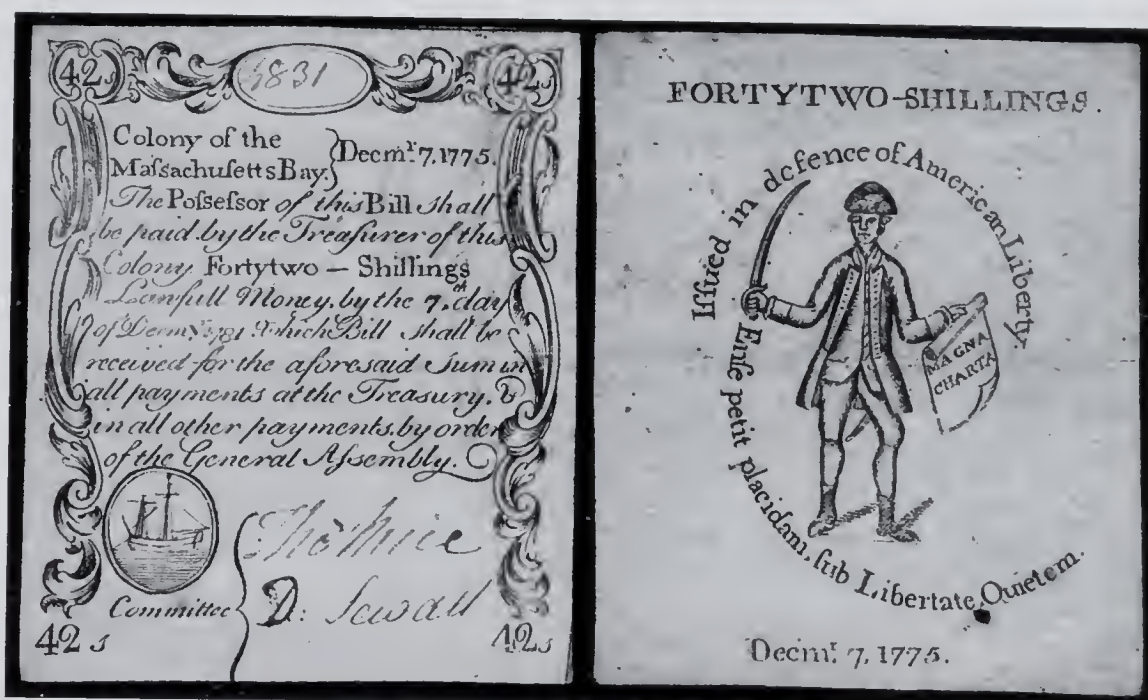 42s 6831 42s
Colony of the
Maſsachuſetts Bay. } Decmr. 7, 1775.
The Poſseſsor of this Bill shall
be paid by the Treaſurer of this
Colony Fortytwo — Shillings
Lawfull Money, by the 7.th day
of Decmr. 1781 Which Bill shall be
received for the aforesaid Sum in
all payments at the Treasury. &
in all other payments by order
of the General Aſsembly.
Committee
D: Sewall
42s 42s
FORTYTWO-SHILLINGS.
Iſſued in defence of American Liberty.
Enſe petit placidam, ſub Libertate, Quietem.
MAGNA
CHARTA
Decmr. 7, 1775.